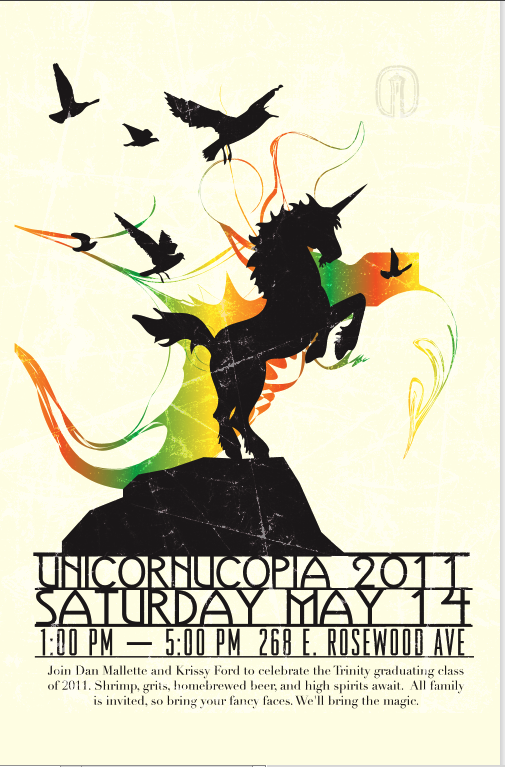 UNICORNUCOPIA 2011
SATURDAY MAY 14
1:00 PM — 5:00 PM 268 E. ROSEWOOD AVE
Join Dan Mallette and Krissy Ford to celebrate the Trinity graduating class
of 2011. Shrimp, grits, homebrewed beer, and high spirits await. All family
is invited, so bring your fancy faces. We'll bring the magic.